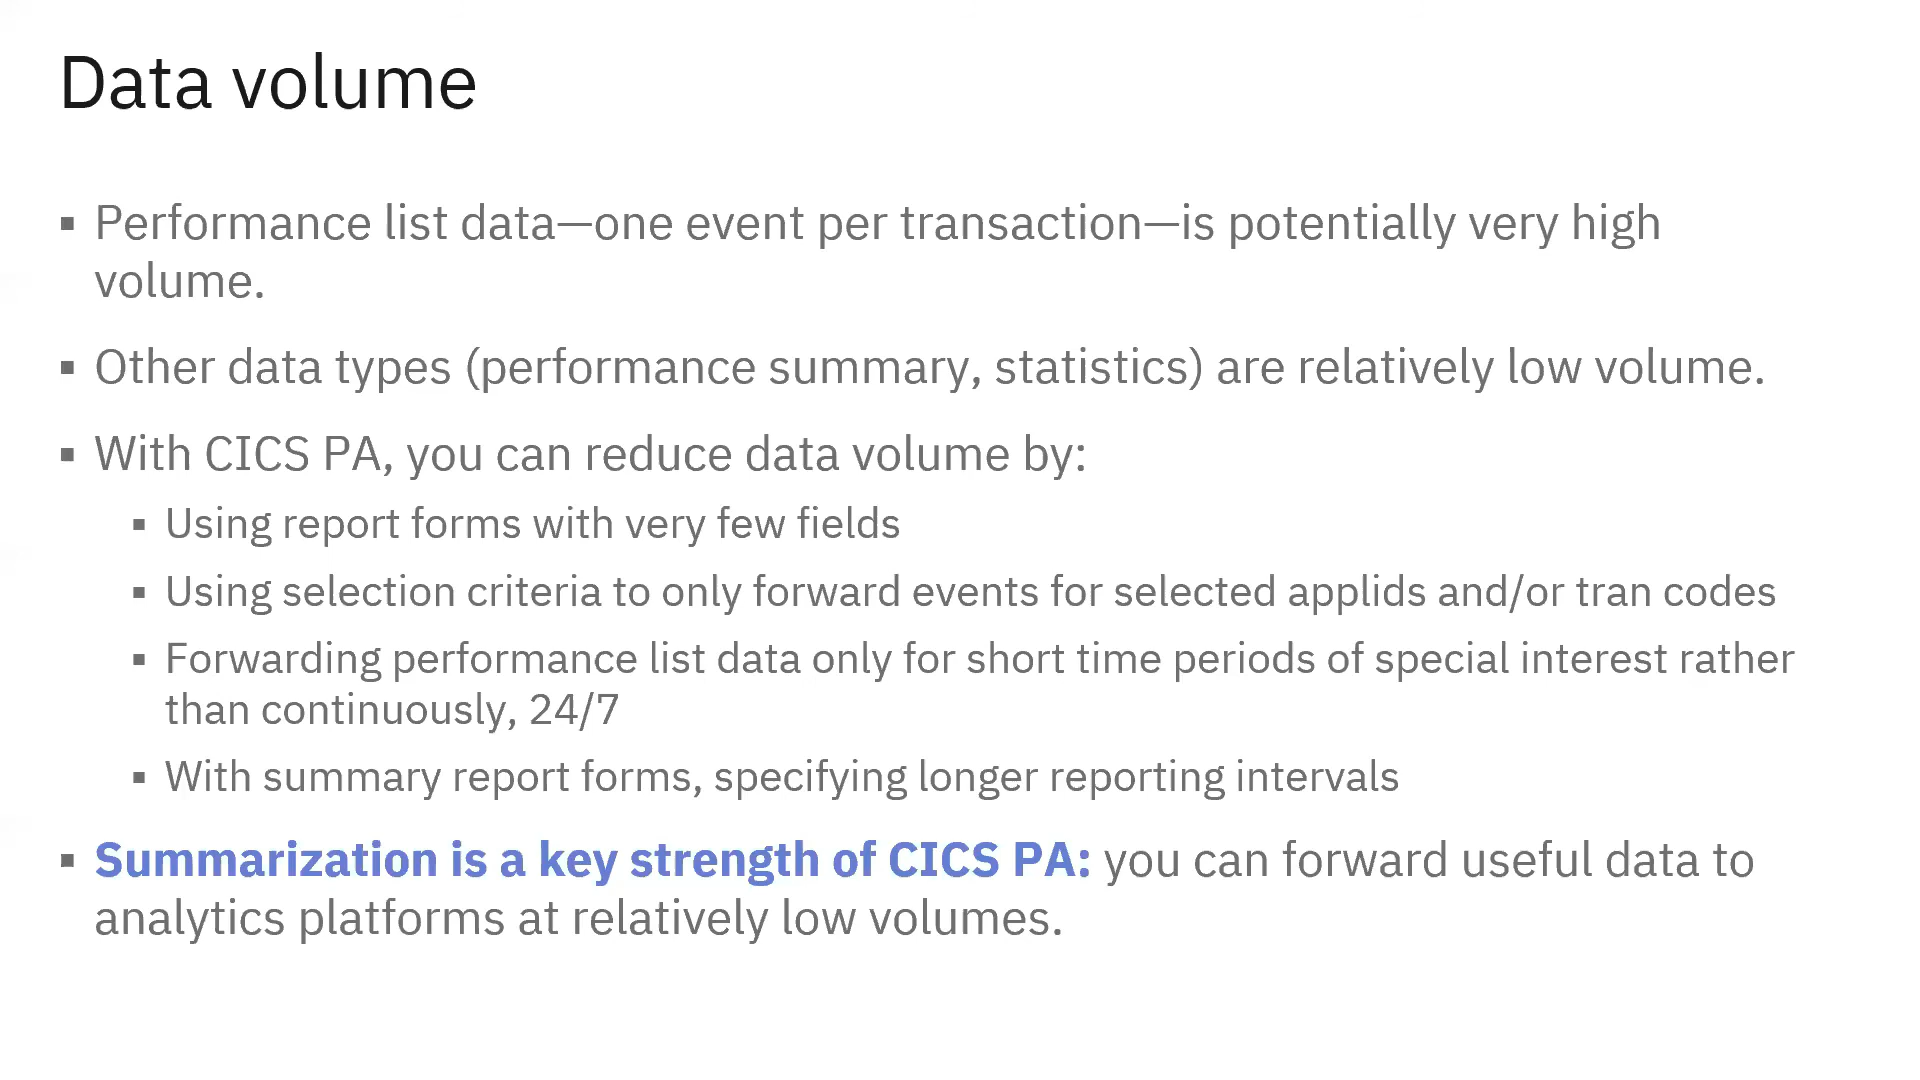 Data volume
▪ Performance list data—one event per transaction—is potentially very high
volume.
▪ Other data types (performance summary, statistics) are relatively low volume.
▪ With CICS PA, you can reduce data volume by:
▪ Using report forms with very few fields
▪ Using selection criteria to only forward events for selected applids and/or tran codes
▪ Forwarding performance list data only for short time periods of special interest rather
than continuously, 24/7
▪ With summary report forms, specifying longer reporting intervals
▪ Summarization is a key strength of CICS PA: you can forward useful data to
analytics platforms at relatively low volumes.